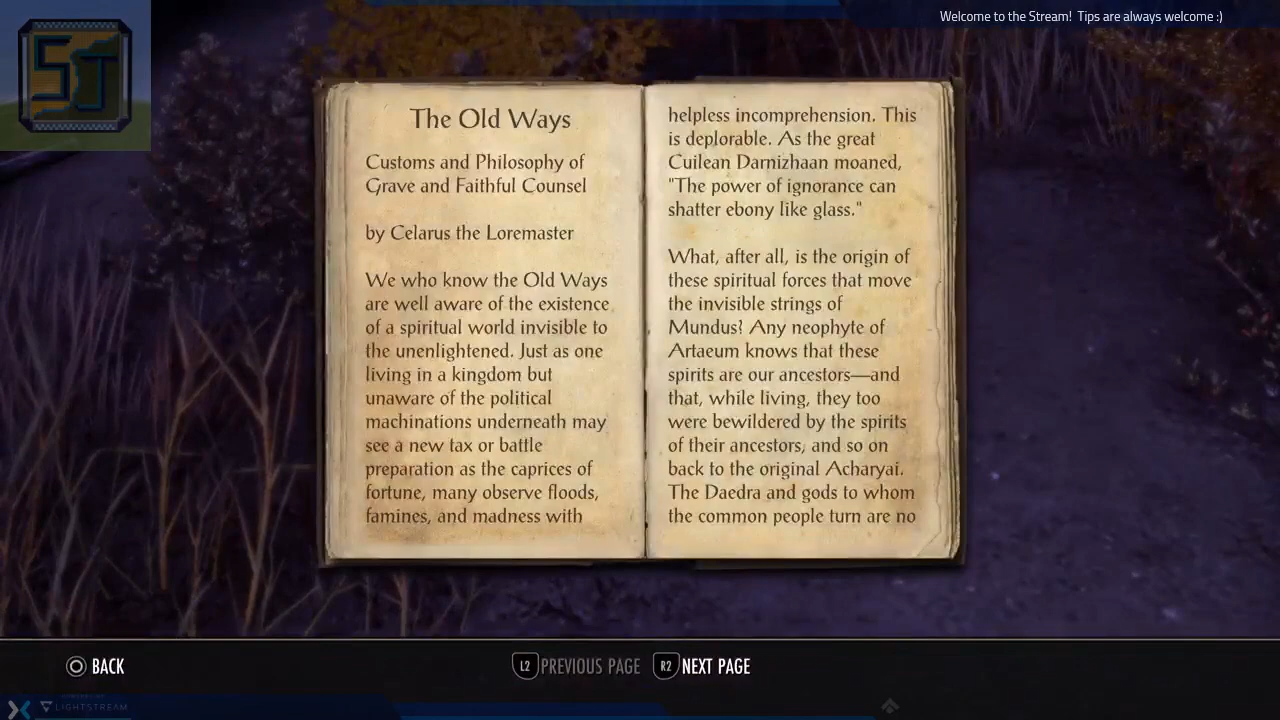 Welcome to the Stream! Tips are always welcome :)
ST
The Old Ways
Customs and Philosophy of
Grave and Faithful Counsel
by Celarus the Loremaster
We who know the Old Ways
are well aware of the existence
of a spiritual world invisible to
the unenlightened. Just as one
living in a kingdom but
unaware of the political
machinations underneath may
see a new tax or battle
preparation as the caprices of
fortune, many observe floods,
famines, and madness with
helpless incomprehension. This
is deplorable. As the great
Cuilean Darnizhaan moaned,
"The power of ignorance can
shatter ebony like glass."
What, after all, is the origin of
these spiritual forces that move
the invisible strings of
Mundus? Any neophyte of
Artaeum knows that these
spirits are our ancestors—and
that, while living, they too
were bewildered by the spirits
of their ancestors, and so on
back to the original Acharyai.
The Daedra and gods to whom
the common people turn are no
BACK
L2 PREVIOUS PAGE R2 NEXT PAGE
LIGHTSTREAM